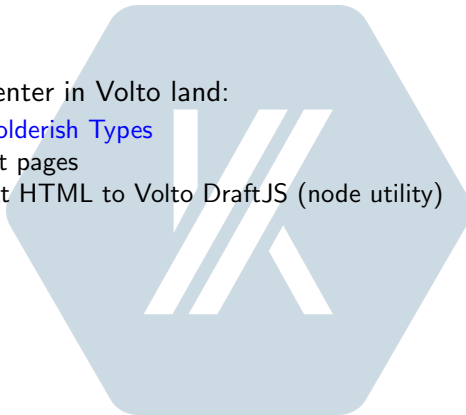 enter in Volto land:
olderish Types
t pages
t HTML to Volto DraftJS (node utility)